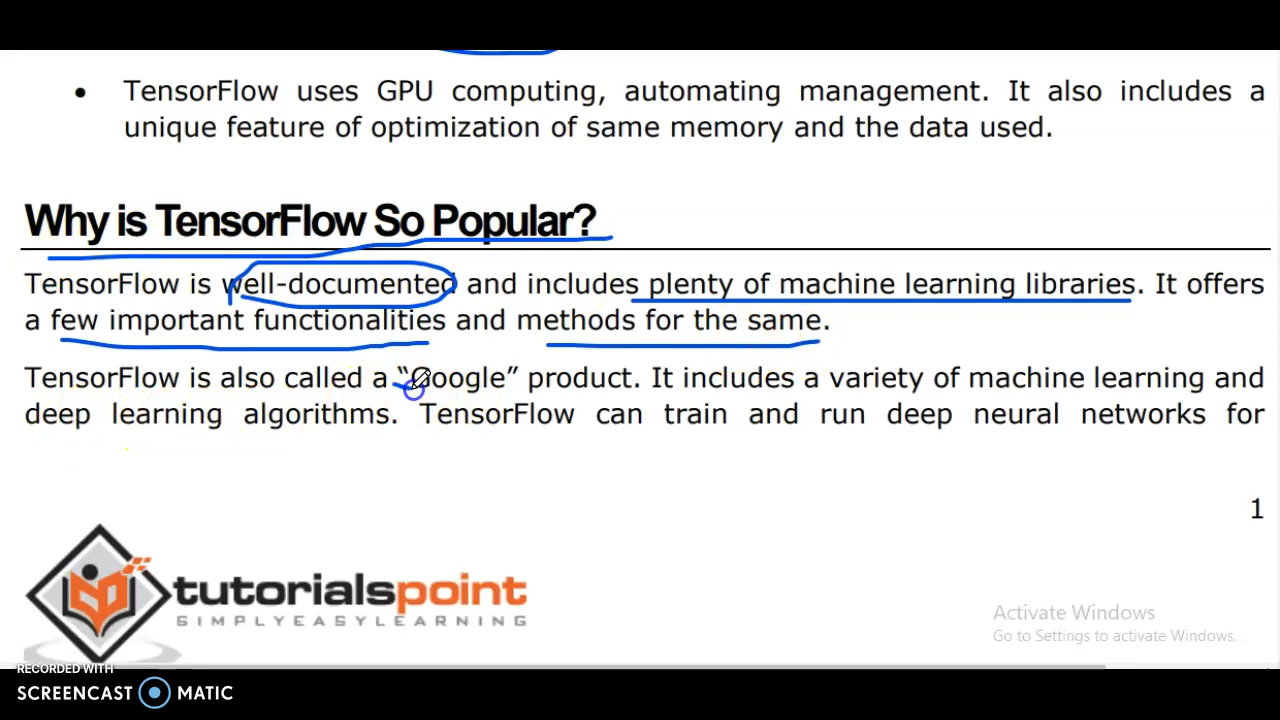 • TensorFlow uses GPU computing, automating management. It also includes a
unique feature of optimization of same memory and the data used.
Why is TensorFlow So Popular?
TensorFlow is well-documented and includes plenty of machine learning libraries. It offers
a few important functionalities and methods for the same.
TensorFlow is also called a “Google” product. It includes a variety of machine learning and
deep learning algorithms. TensorFlow can train and run deep neural networks for
1
tutorialspoint
SIMPLYEASYLEARNING
Activate Windows
Go to Settings to activate Windows.
RECORDED WITH
SCREENCAST MATIC